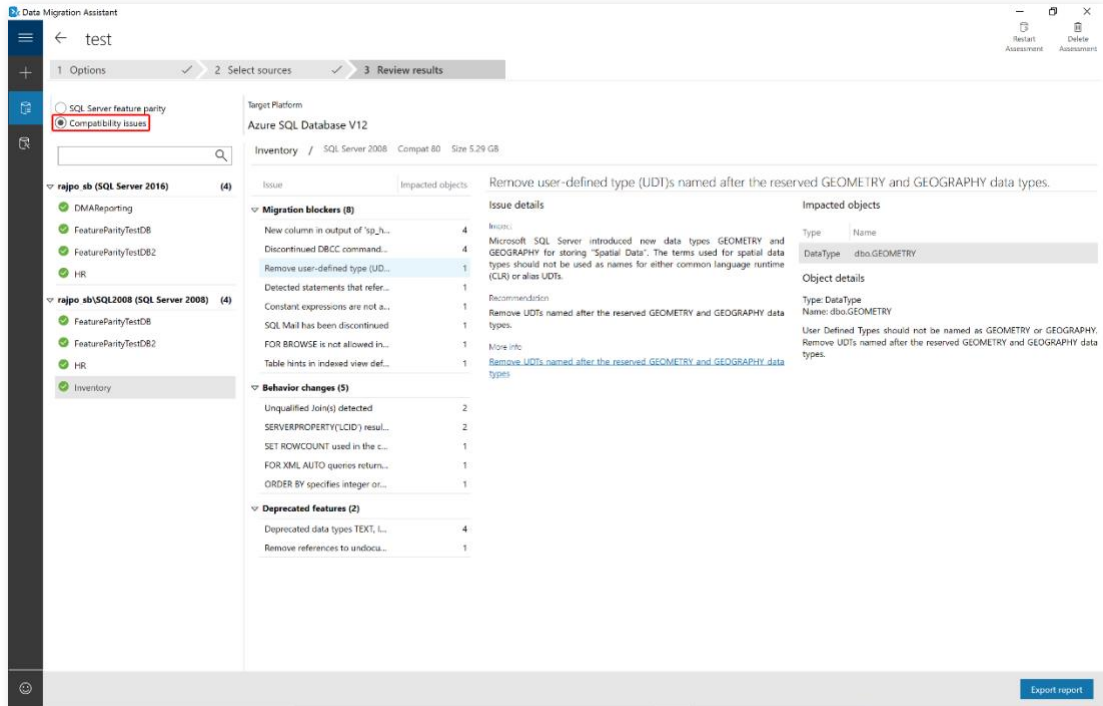 Data Migration Assistant
test
Restart Assessment
Delete Assessment
1 Options
2 Select sources
3 Review results
SQL Server feature parity
Compatibility issues
rajpo_sb (SQL Server 2016) (4)
DMAReporting
FeatureParityTestDB
FeatureParityTestDB2
HR
rajpo_sb\SQL2008 (SQL Server 2008) (4)
FeatureParityTestDB
FeatureParityTestDB2
HR
Inventory
Target Platform
Azure SQL Database V12
Inventory / SQL Server 2008 Compat 80 Size 5.29 GB
Issue Impacted objects
Migration blockers (8)
New column in output of 'sp_h... 4
Discontinued DBCC command... 4
Remove user-defined type (UD... 1
Detected statements that refer... 1
Constant expressions are not a... 1
SQL Mail has been discontinued 1
FOR BROWSE is not allowed in... 1
Table hints in indexed view def... 1
Behavior changes (5)
Unqualified Join(s) detected 2
SERVERPROPERTY('LCID') resul... 2
SET ROWCOUNT used in the c... 1
FOR XML AUTO queries return... 1
ORDER BY specifies integer or... 1
Deprecated features (2)
Deprecated data types TEXT, I... 4
Remove references to undocu... 1
Remove user-defined type (UDT)s named after the reserved GEOMETRY and GEOGRAPHY data types.
Issue details
Impact
Microsoft SQL Server introduced new data types GEOMETRY and
GEOGRAPHY for storing "Spatial Data". The terms used for spatial data
types should not be used as names for either common language runtime
(CLR) or alias UDTs.
Recommendation
Remove UDTs named after the reserved GEOMETRY and GEOGRAPHY data
types.
More info
Remove UDTs named after the reserved GEOMETRY and GEOGRAPHY data
types
Impacted objects
Type Name
DataType dbo.GEOMETRY
Object details
Type: DataType
Name: dbo.GEOMETRY
User Defined Types should not be named as GEOMETRY or GEOGRAPHY.
Remove UDTs named after the reserved GEOMETRY and GEOGRAPHY data
types.
Export report